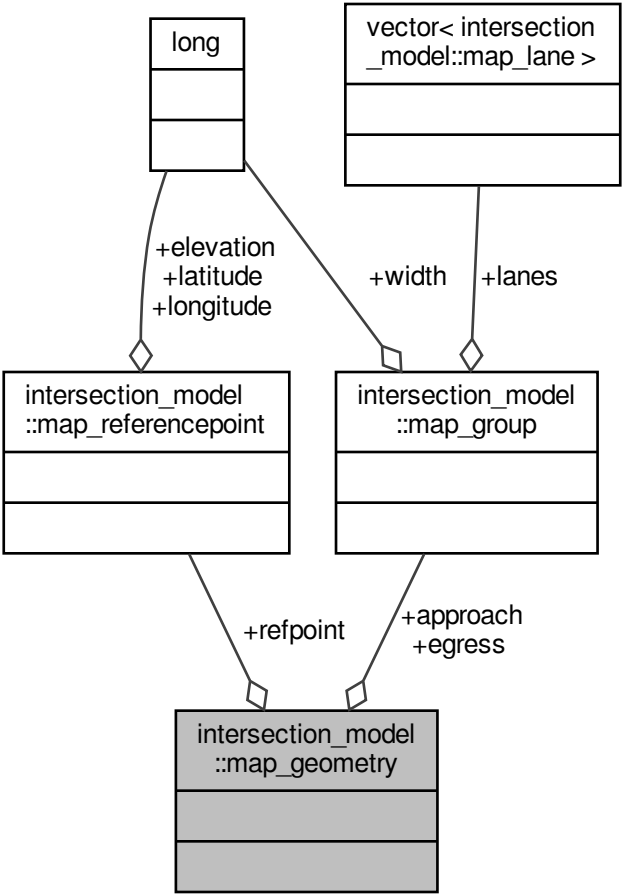 long
vector< intersection
_model::map_lane >
+elevation
+latitude
+longitude
+width
+lanes
intersection_model
::map_referencepoint
intersection_model
::map_group
+refpoint
+approach
+egress
intersection_model
::map_geometry